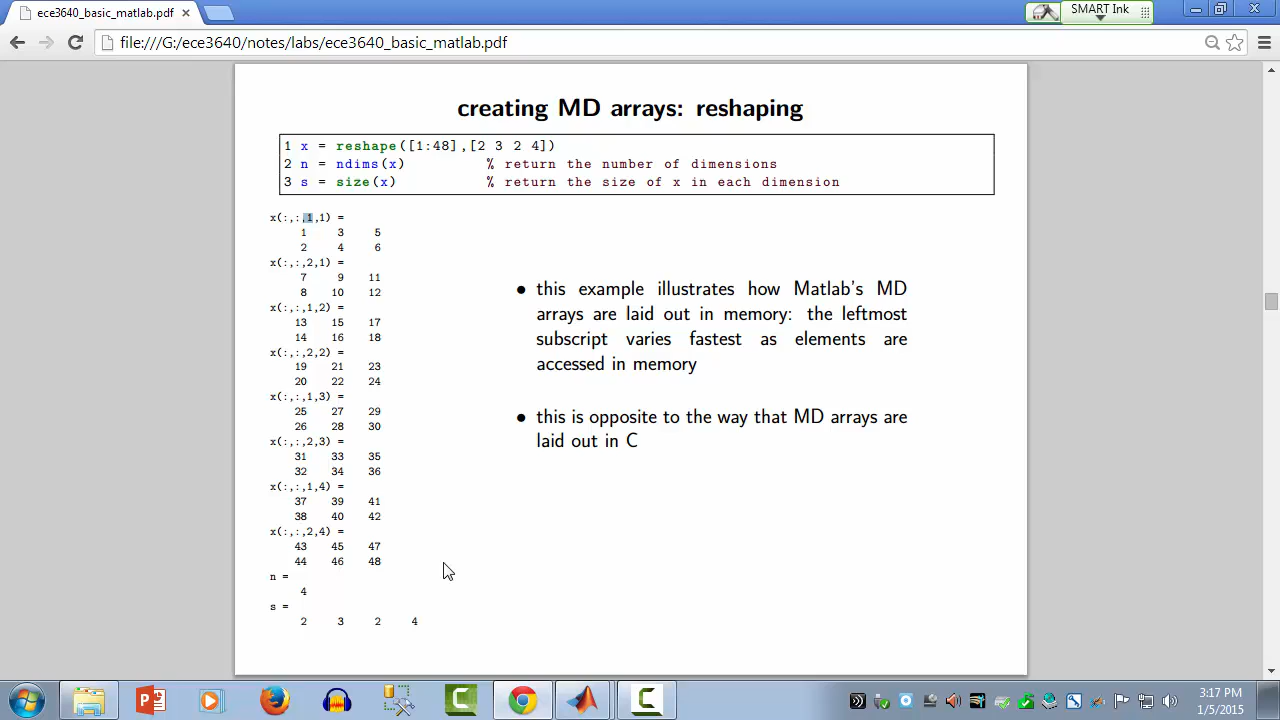 ece3640_basic_matlab.pdf
SMART Ink
file:///G:/ece3640/notes/labs/ece3640_basic_matlab.pdf
creating MD arrays: reshaping
1 x = reshape([1:48],[2 3 2 4])
2 n = ndims(x) % return the number of dimensions
3 s = size(x) % return the size of x in each dimension
x(:,:,1,1) =
1 3 5
2 4 6
x(:,:,2,1) =
7 9 11
8 10 12
x(:,:,1,2) =
13 15 17
14 16 18
x(:,:,2,2) =
19 21 23
20 22 24
x(:,:,1,3) =
25 27 29
26 28 30
x(:,:,2,3) =
31 33 35
32 34 36
x(:,:,1,4) =
37 39 41
38 40 42
x(:,:,2,4) =
43 45 47
44 46 48
n =
4
s =
2 3 2 4
• this example illustrates how Matlab's MD
arrays are laid out in memory: the leftmost
subscript varies fastest as elements are
accessed in memory
• this is opposite to the way that MD arrays are
laid out in C
3:17 PM
1/5/2015